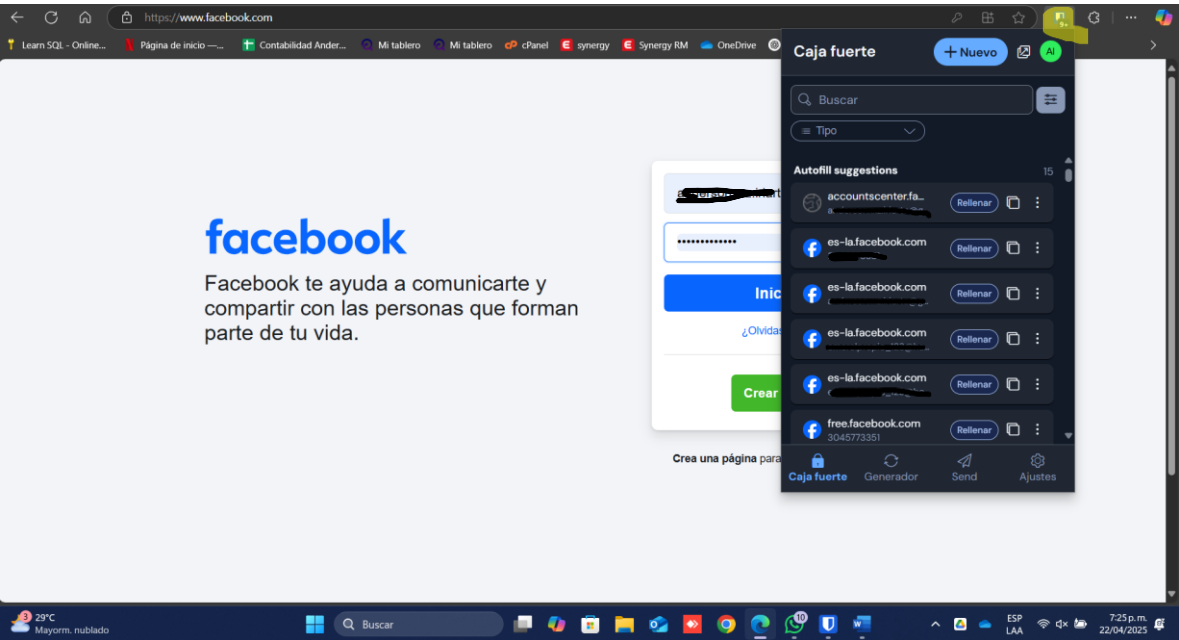 https://www.facebook.com
Learn SQL - Online...
Página de inicio —...
Contabilidad Ander...
Mi tablero
Mi tablero
cPanel
synergy
Synergy RM
OneDrive
9+
facebook
Facebook te ayuda a comunicarte y
compartir con las personas que forman
parte de tu vida.
Inic
¿Olvidas
Crear
Crea una página para
Caja fuerte
+ Nuevo
AI
Buscar
Tipo
Autofill suggestions
15
accountscenter.fa...
Rellenar
es-la.facebook.com
Rellenar
es-la.facebook.com
Rellenar
es-la.facebook.com
Rellenar
es-la.facebook.com
Rellenar
free.facebook.com
3045773351
Rellenar
Caja fuerte
Generador
Send
Ajustes
3
29°C
Mayorm. nublado
Buscar
10
ESP
LAA
7:25 p. m.
22/04/2025